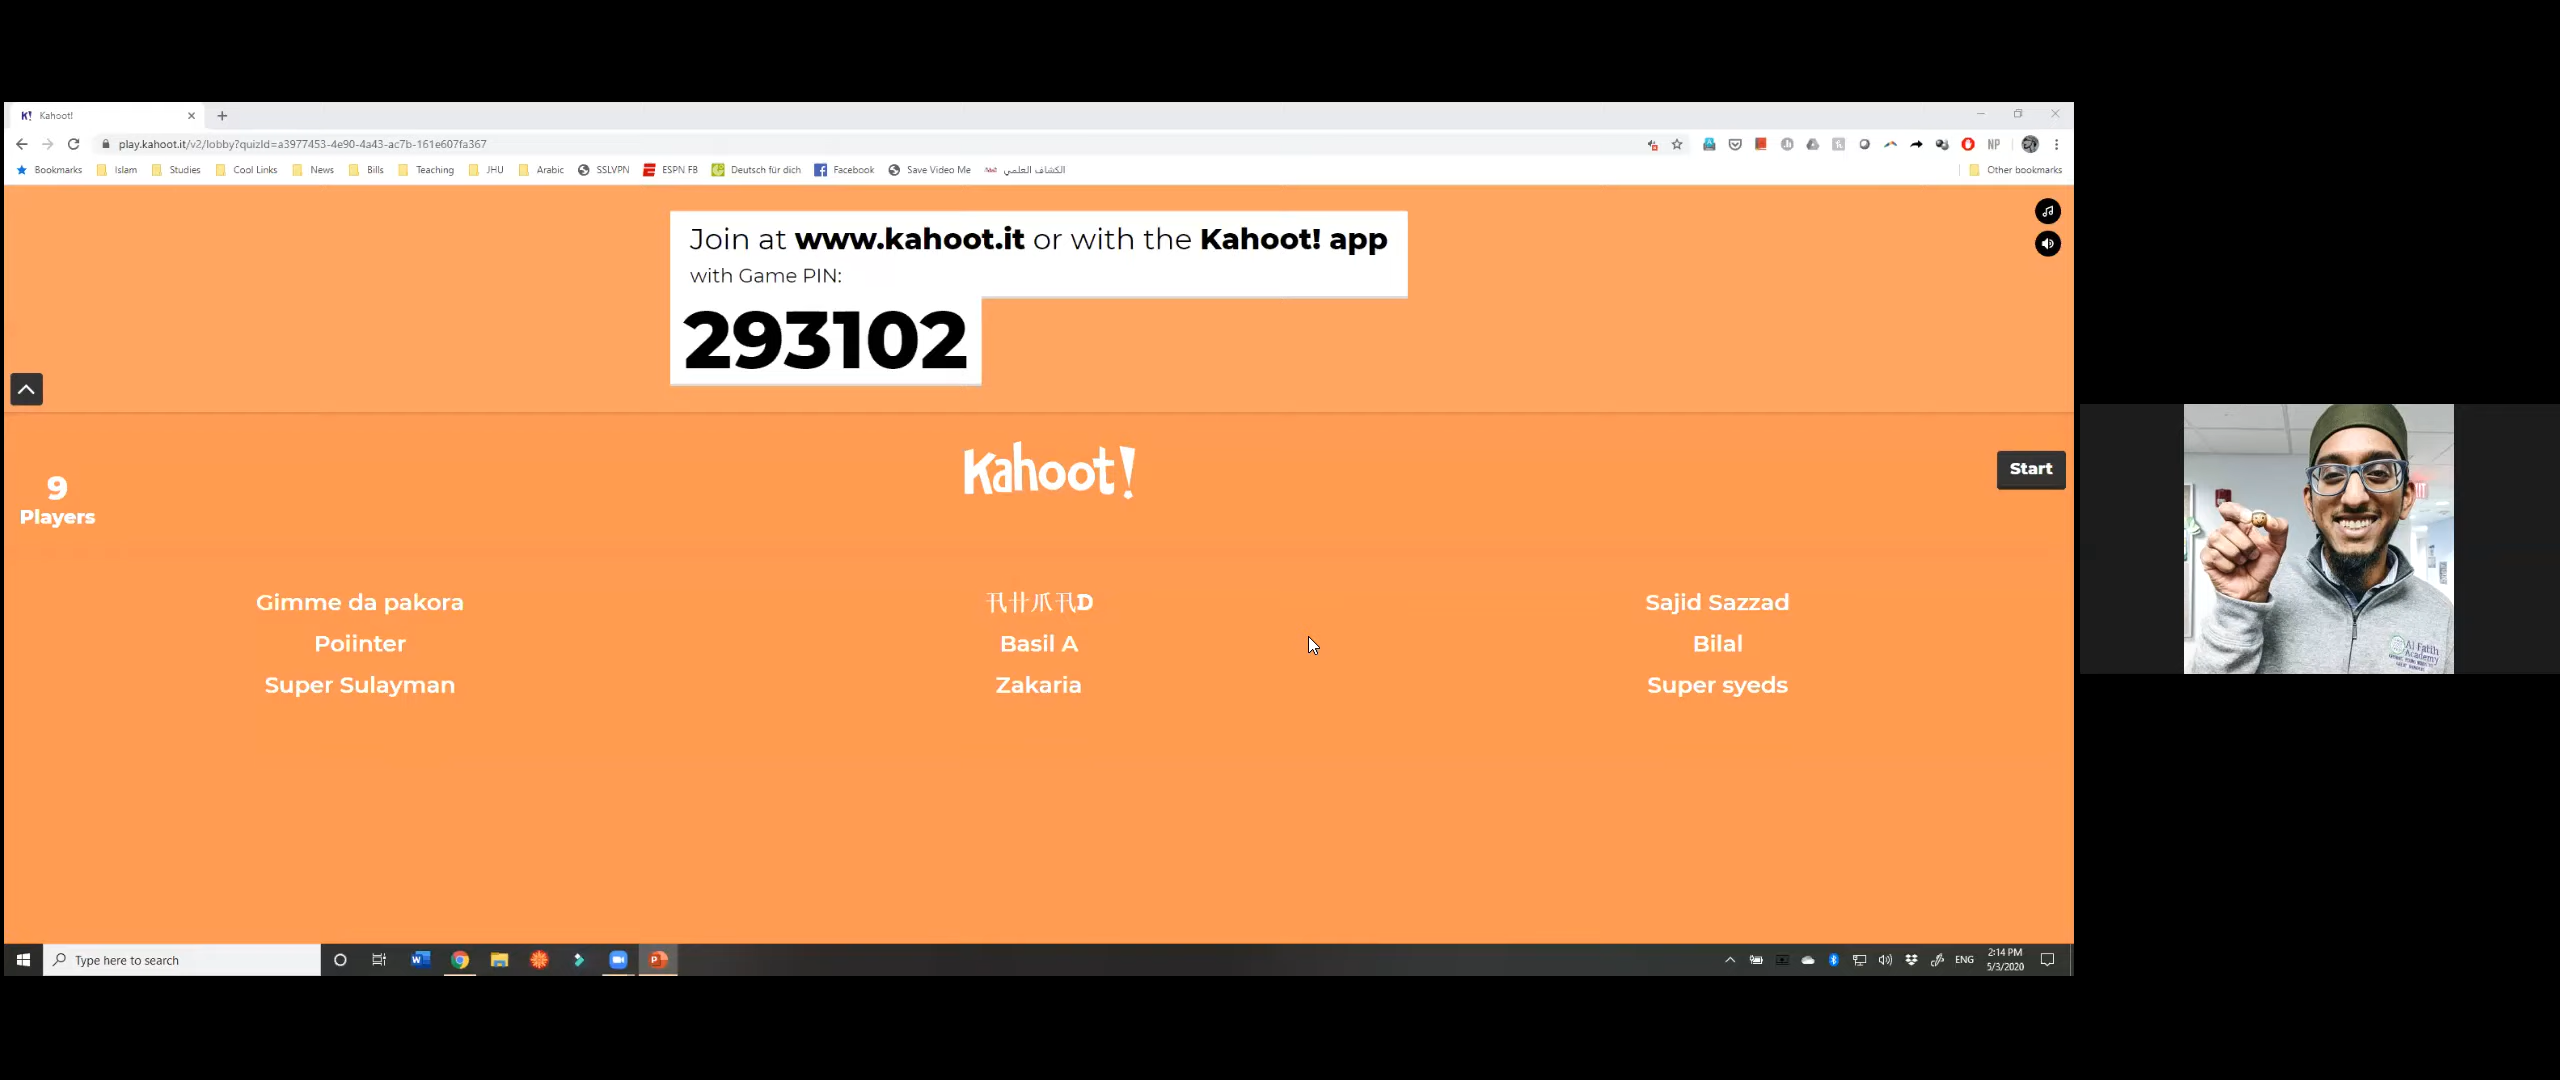 Kahoot!
play.kahoot.it/v2/lobby?quizId=a3977453-4e90-4a43-ac7b-161e607fa367
NP
Bookmarks Islam Studies Cool Links News Bills Teaching JHU Arabic SSLVPN ESPN FB Deutsch für dich Facebook Save Video Me الكشاف العلمي Other bookmarks
Join at www.kahoot.it or with the Kahoot! app
with Game PIN:
293102
Kahoot!
Start
9
Players
Gimme da pakora
Sajid Sazzad
Poiinter
Basil A
Bilal
Super Sulayman
Zakaria
Super syeds
Al Fatih
Academy
Type here to search
ENG
2:14 PM
5/3/2020